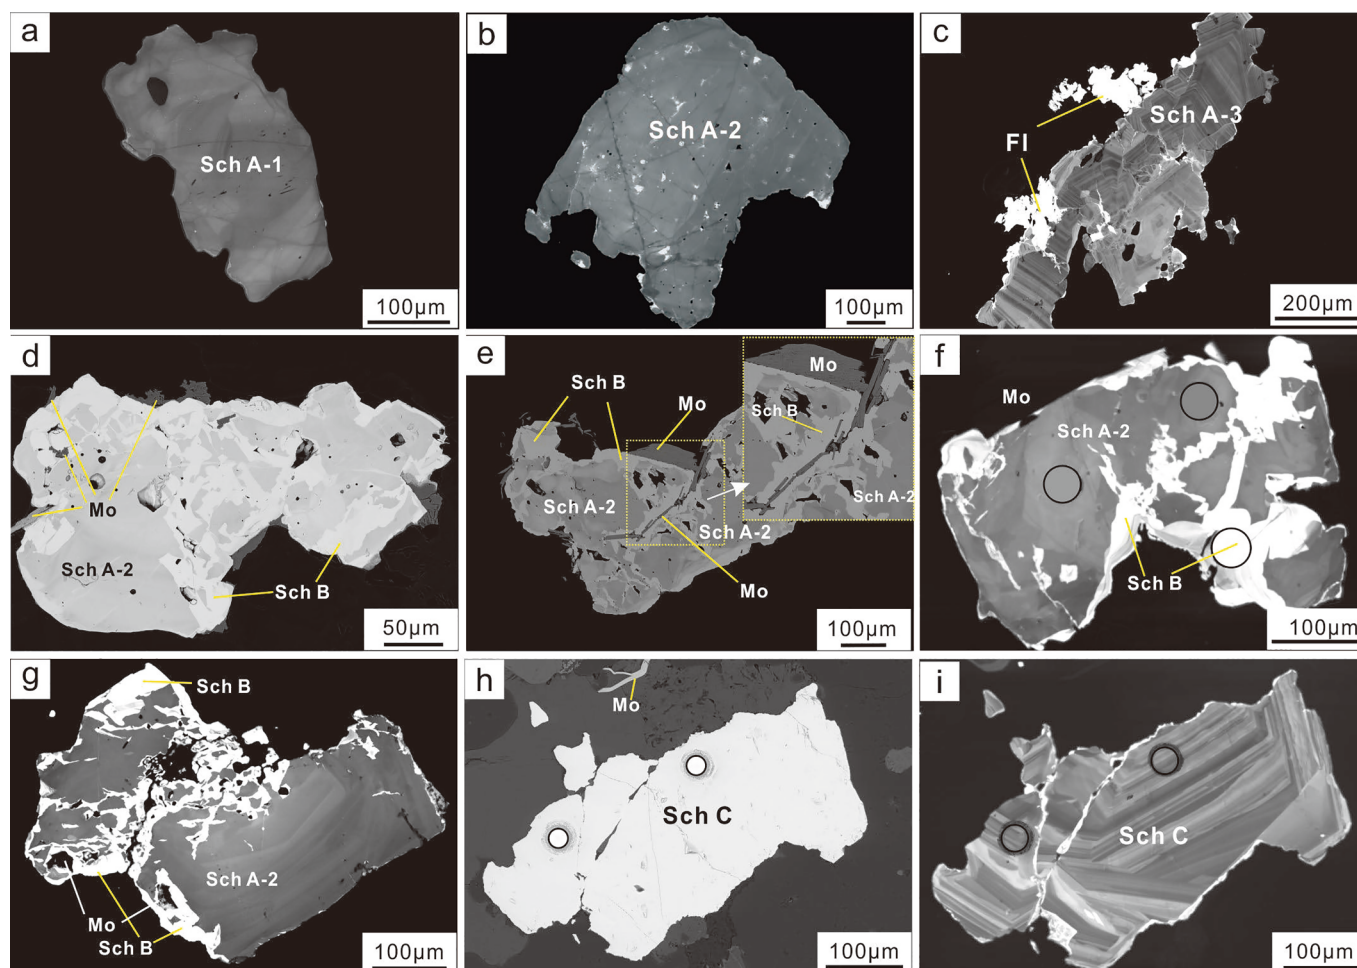 a
Sch A-1
100μm
b
Sch A-2
100μm
c
Sch A-3
Fl
200μm
d
Mo
Sch A-2
Sch B
50μm
e
Sch B
Mo
Mo
Sch B
Sch A-2
Sch A-2
Sch A-2
Mo
100μm
f
Mo
Sch A-2
Sch B
100μm
g
Sch B
Sch A-2
Mo
Sch B
100μm
h
Mo
Sch C
100μm
i
Sch C
100μm